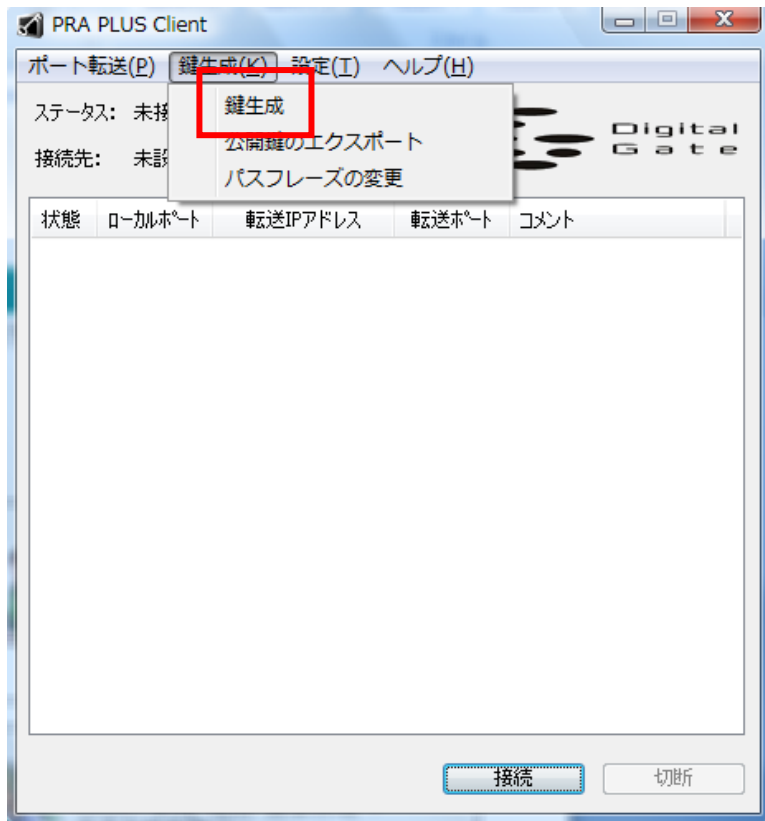 PRA PLUS Client
ポート転送(P) 鍵生成(K) 設定(T) ヘルプ(H)
鍵生成
公開鍵のエクスポート
パスフレーズの変更
ステータス: 未接
接続先: 未設
Digital
Gate
状態 ローカルポート 転送IPアドレス 転送ポート コメント
接続 切断